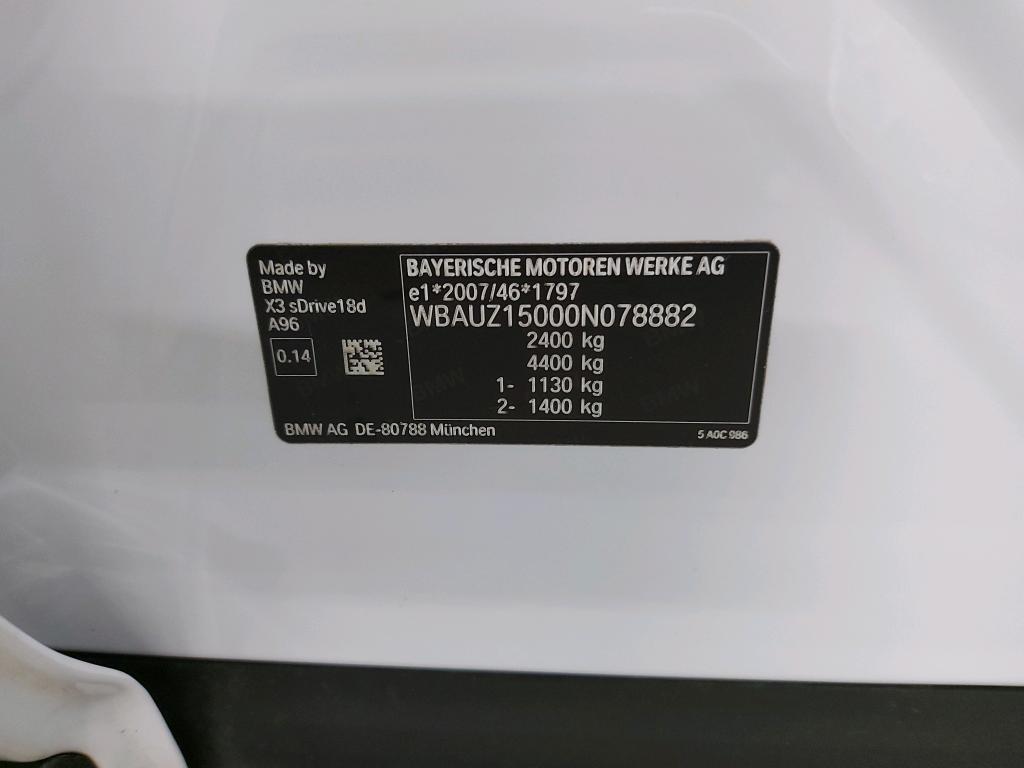 Made by
BMW
X3 sDrive18d
A96
0.14
BAYERISCHE MOTOREN WERKE AG
e1*2007/46*1797
WBAUZ15000N078882
2400 kg
4400 kg
1- 1130 kg
2- 1400 kg
BMW AG DE-80788 München
5 A0C 986